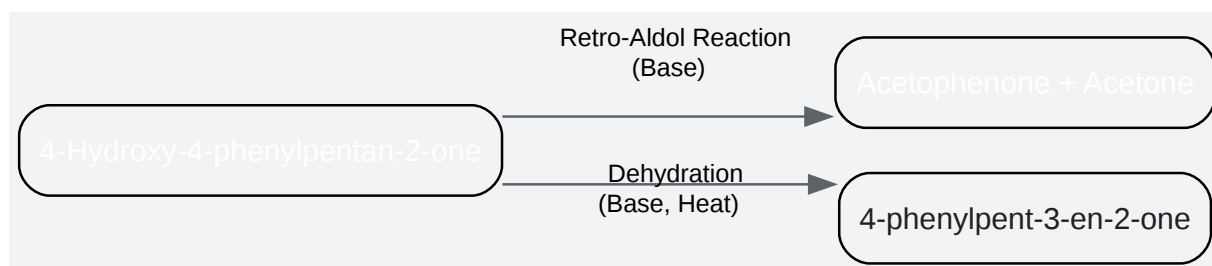 Retro-Aldol Reaction
(Base)
Acetophenone + Acetone
4-Hydroxy-4-phenylpentan-2-one
Dehydration
(Base, Heat)
4-phenylpent-3-en-2-one